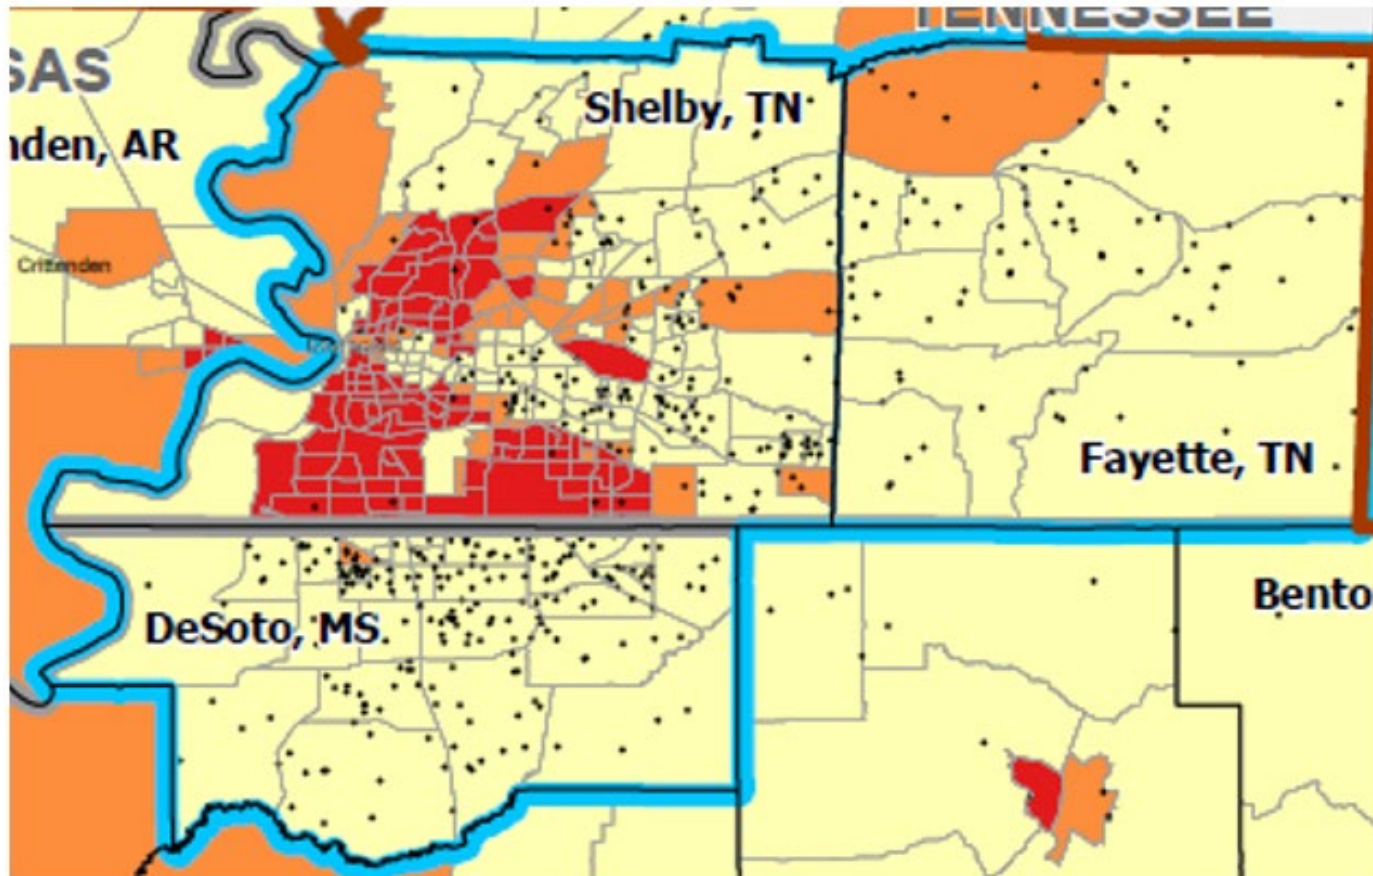 TENNESSEE
SAS
Shelby, TN
nden, AR
Crittenden
Fayette, TN
Bento
DeSoto, MS